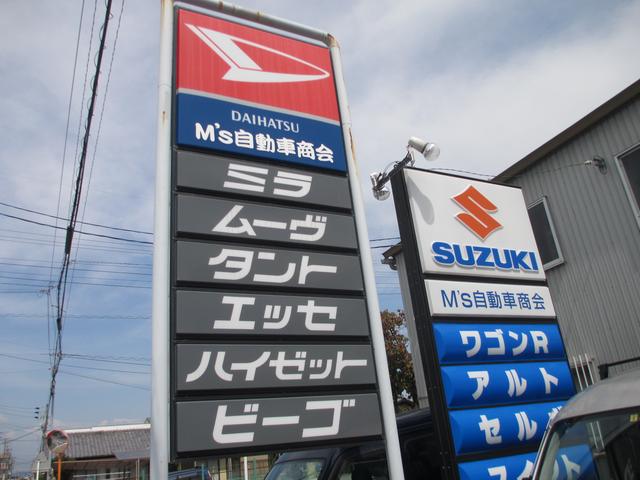 DAIHATSU
M's自動車商会
ミラ
ムーヴ
タント
エッセ
ハイゼット
ビーゴ
SUZUKI
M's自動車商会
ワゴンR
アルト
セルボ